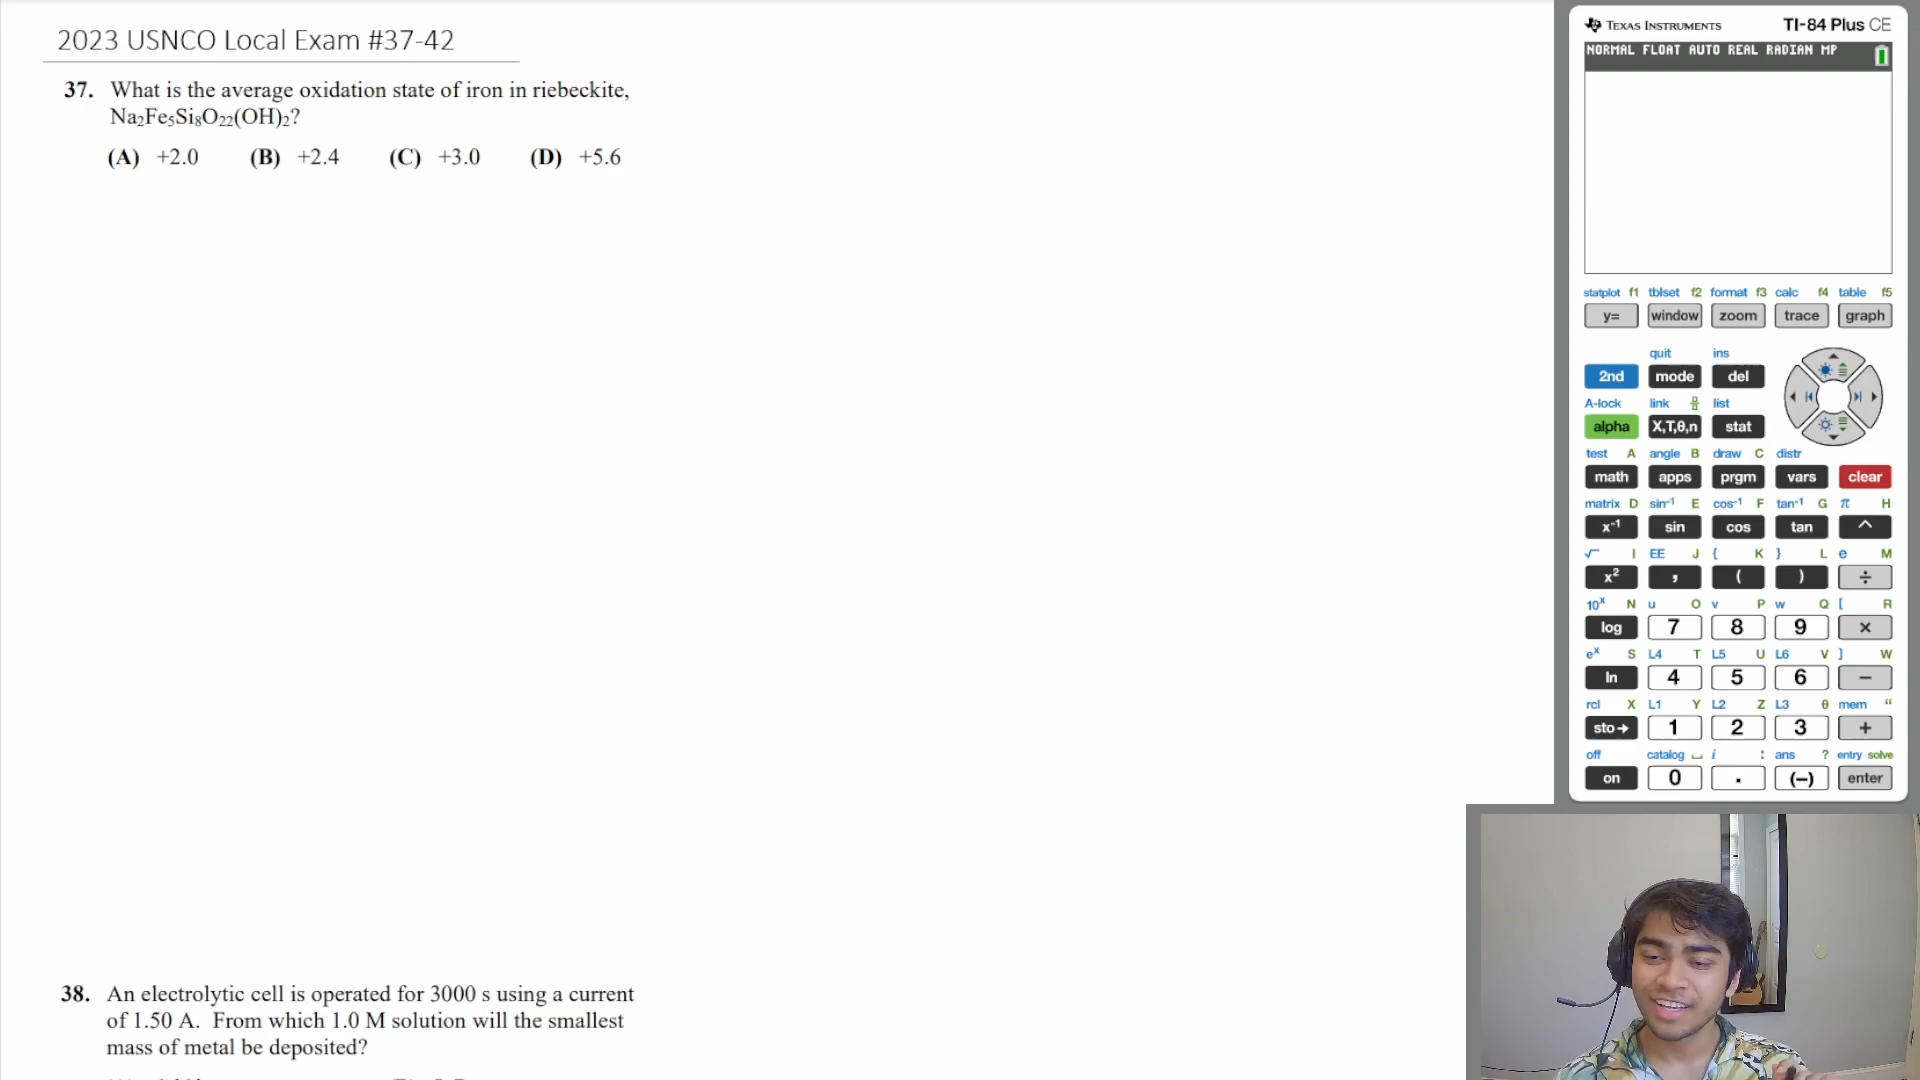 2023 USNCO Local Exam #37-42
37. What is the average oxidation state of iron in riebeckite,
Na₂Fe₅Si₈O₂₂(OH)₂?
(A) +2.0 (B) +2.4 (C) +3.0 (D) +5.6
38. An electrolytic cell is operated for 3000 s using a current
of 1.50 A. From which 1.0 M solution will the smallest
mass of metal be deposited?
TEXAS INSTRUMENTS TI-84 Plus CE
NORMAL FLOAT AUTO REAL RADIAN MP
statplot f1 tblset f2 format f3 calc f4 table f5
y= window zoom trace graph
quit ins
2nd mode del
A-lock link list
alpha X,T,θ,n stat
test A angle B draw C distr
math apps prgm vars clear
matrix D sin⁻¹ E cos⁻¹ F tan⁻¹ G π H
x⁻¹ sin cos tan ^
√ I EE J { K } L e M
x² , ( ) ÷
10ˣ N u O v P w Q [ R
log 7 8 9 ×
eˣ S L4 T L5 U L6 V ] W
ln 4 5 6 −
rcl X L1 Y L2 Z L3 θ mem "
sto→ 1 2 3 +
off catalog ⎵ i : ans ? entry solve
on 0 . (−) enter